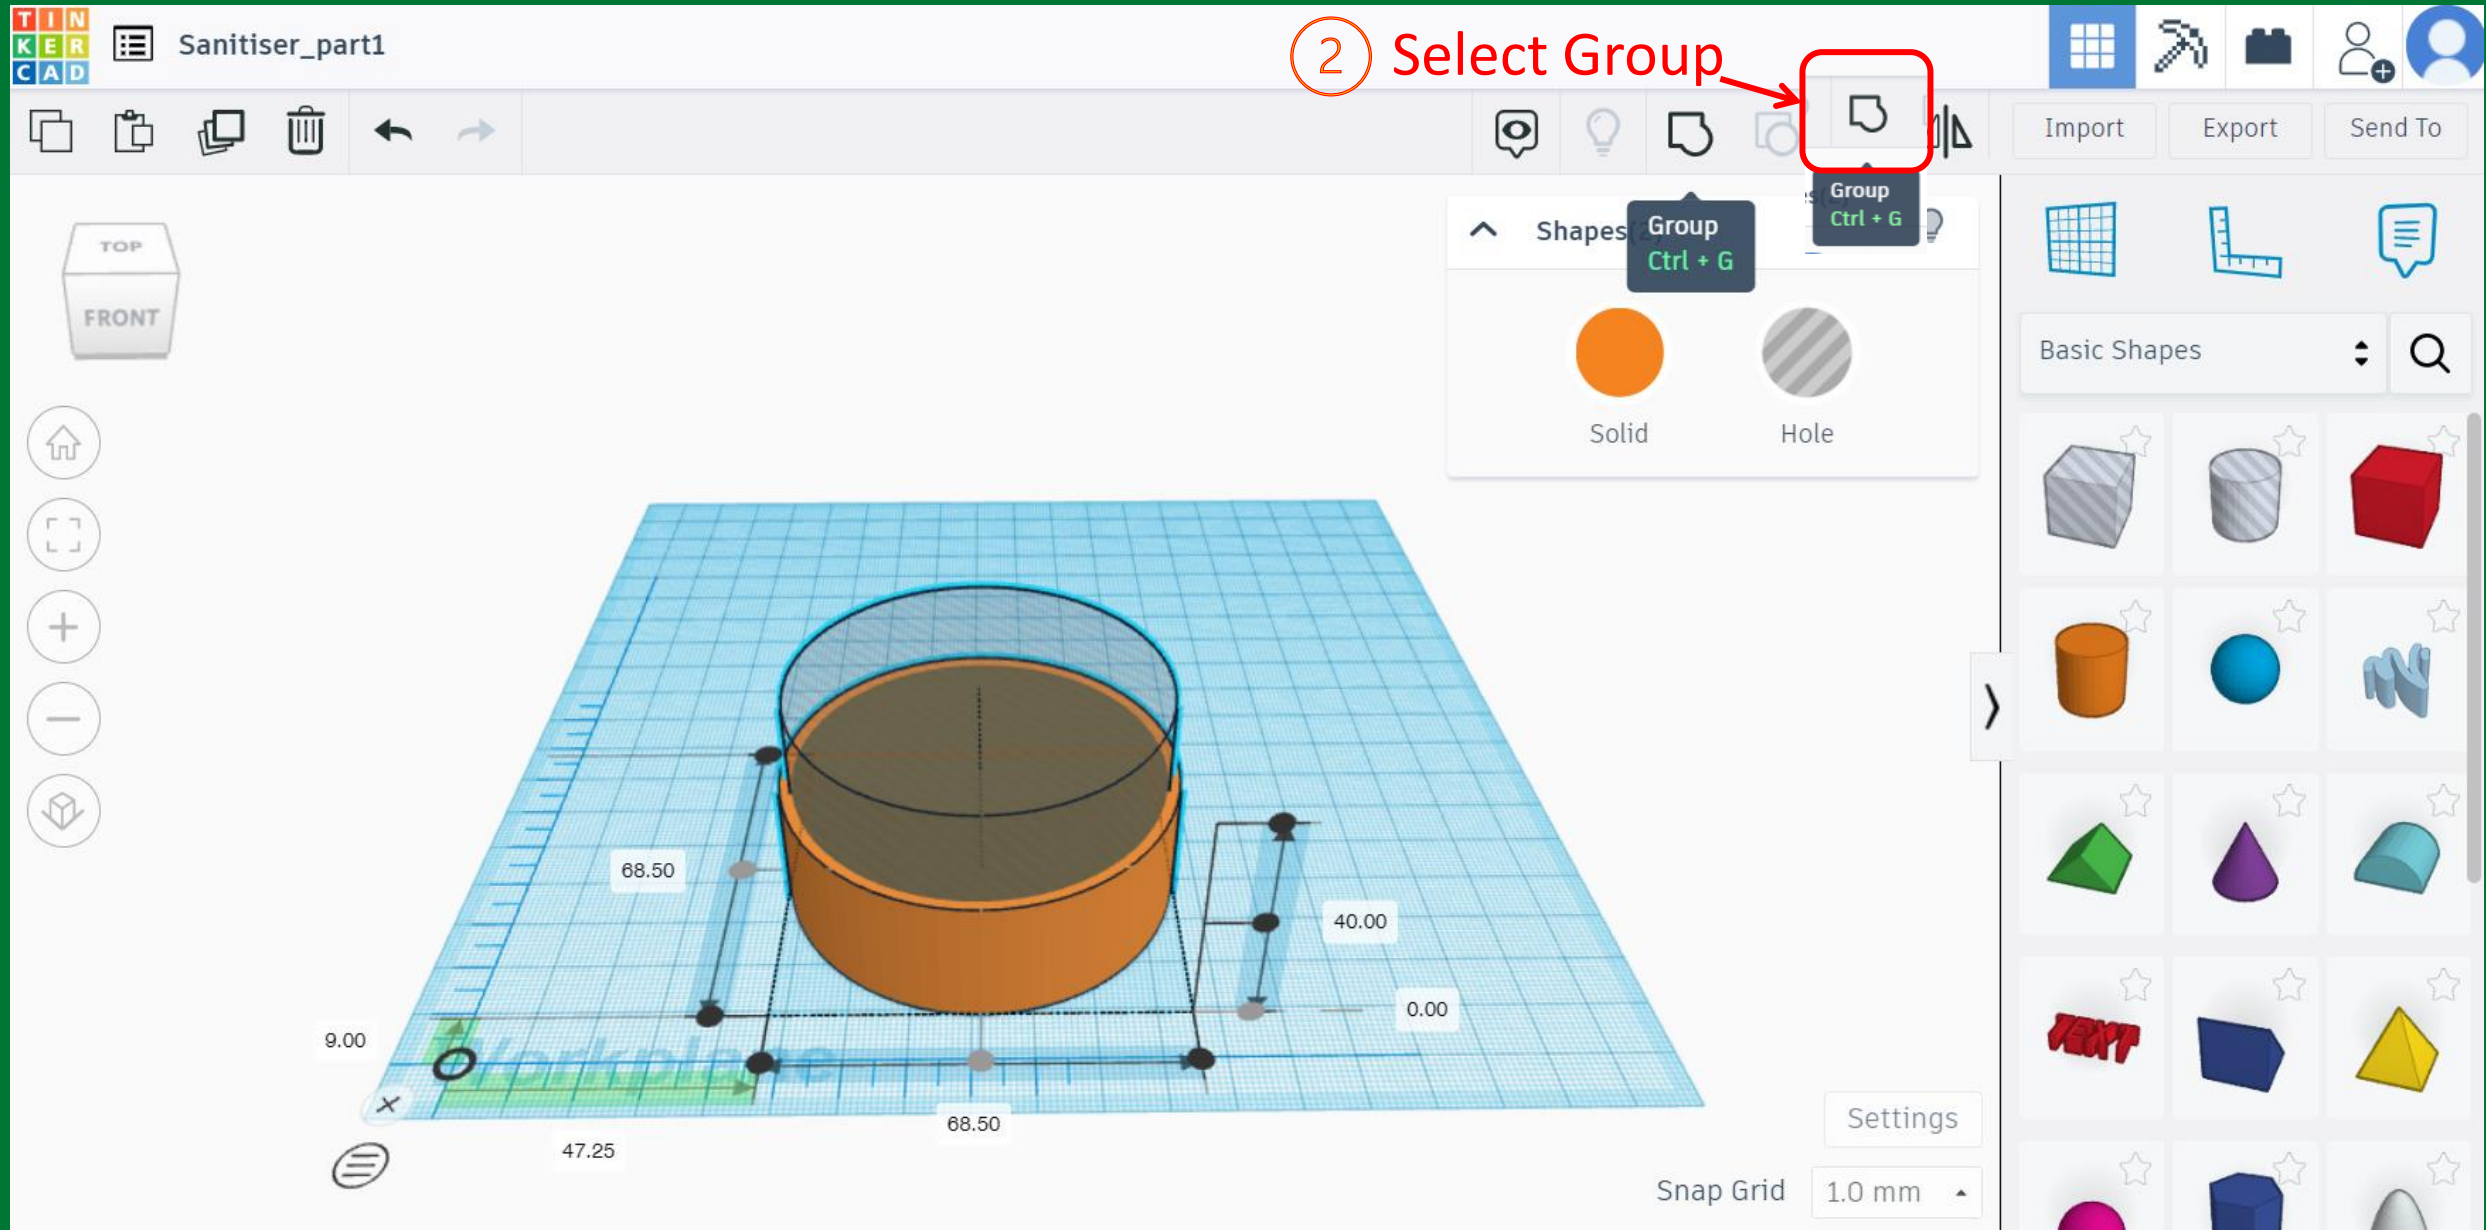 TIN
KER
CAD
Sanitiser_part1
2 Select Group
Import
Export
Send To
Group
Ctrl + G
Shapes
Group
Ctrl + G
Solid
Hole
TOP
FRONT
Basic Shapes
TEXT
68.50
40.00
0.00
9.00
Workplane
68.50
47.25
Settings
Snap Grid
1.0 mm